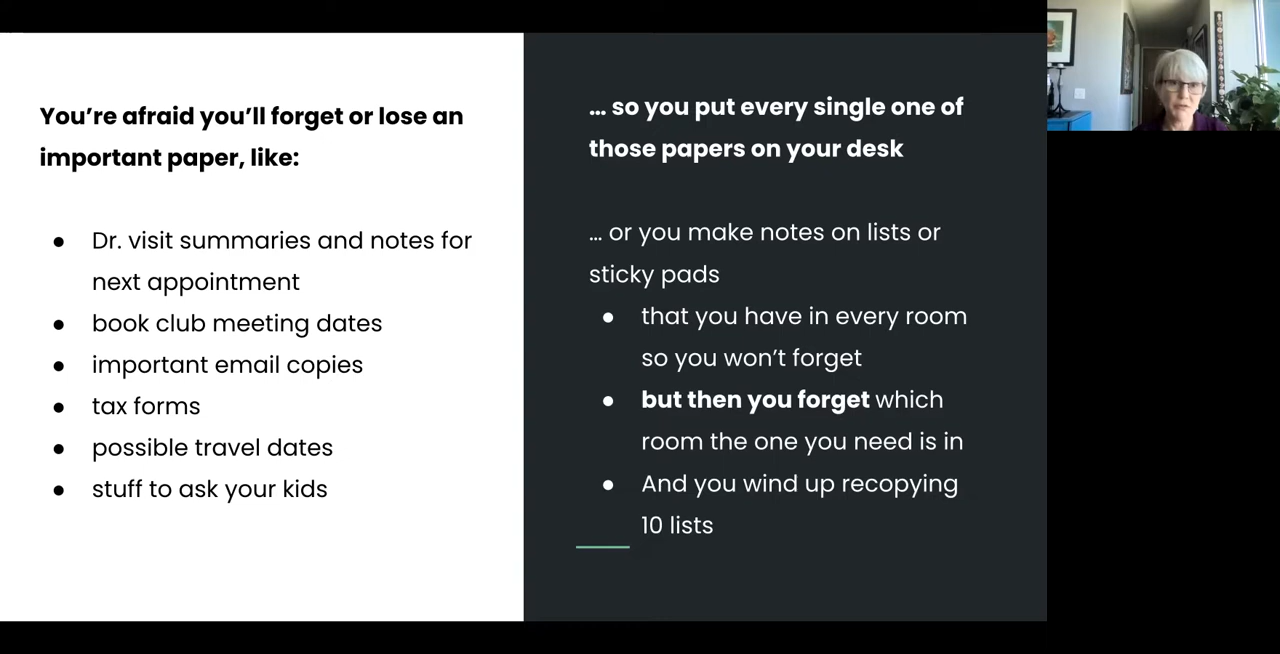 You’re afraid you’ll forget or lose an
important paper, like:
● Dr. visit summaries and notes for
next appointment
● book club meeting dates
● important email copies
● tax forms
● possible travel dates
● stuff to ask your kids
… so you put every single one of
those papers on your desk
… or you make notes on lists or
sticky pads
● that you have in every room
so you won’t forget
● but then you forget which
room the one you need is in
● And you wind up recopying
10 lists